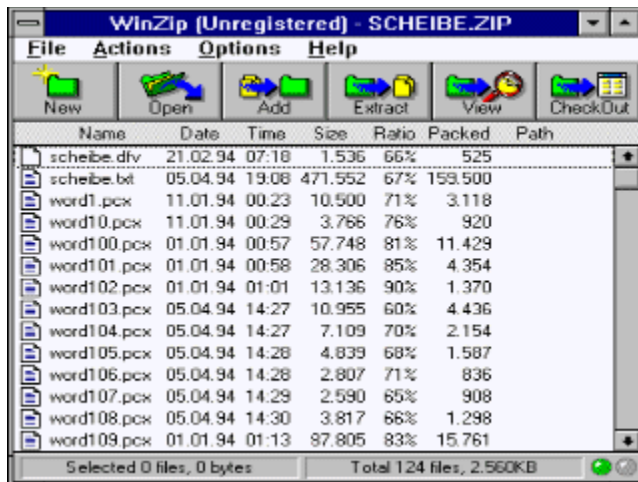 WinZip (Unregistered) - SCHEIBE.ZIP
File Actions Options Help
New Open Add Extract View CheckOut
Name Date Time Size Ratio Packed Path
scheibe.dfv 21.02.94 07:18 1.536 66% 525
scheibe.txt 05.04.94 19:08 471.552 67% 159.500
word1.pcx 11.01.94 00:23 10.500 71% 3.118
word10.pcx 11.01.94 00:29 3.766 76% 920
word100.pcx 01.01.94 00:57 57.748 81% 11.429
word101.pcx 01.01.94 00:58 28.306 85% 4.354
word102.pcx 01.01.94 01:01 13.136 90% 1.370
word103.pcx 05.04.94 14:27 10.955 60% 4.436
word104.pcx 05.04.94 14:27 7.109 70% 2.154
word105.pcx 05.04.94 14:28 4.839 68% 1.587
word106.pcx 05.04.94 14:28 2.807 71% 836
word107.pcx 05.04.94 14:29 2.590 65% 908
word108.pcx 05.04.94 14:30 3.817 66% 1.298
word109.pcx 01.01.94 01:13 97.805 83% 15.761
Selected 0 files, 0 bytes Total 124 files, 2.560KB